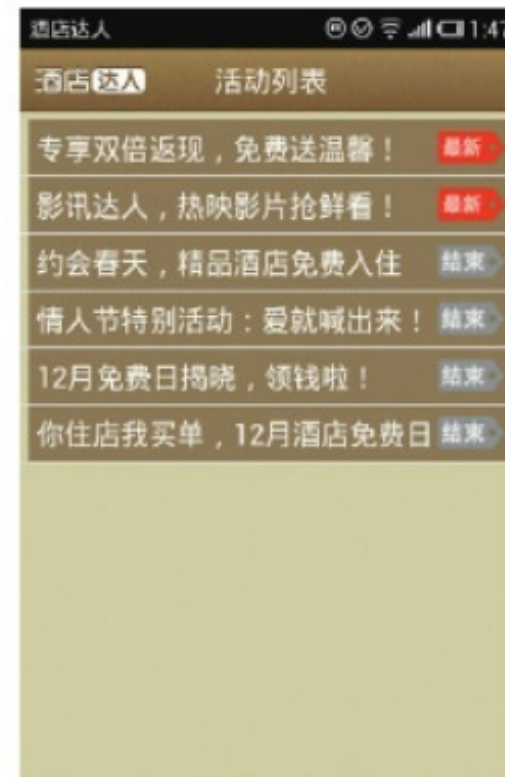 酒店达人 1:47
酒店达人 活动列表
专享双倍返现，免费送温馨！ 最新
影讯达人，热映影片抢鲜看！ 最新
约会春天，精品酒店免费入住 结束
情人节特别活动：爱就喊出来！ 结束
12月免费日揭晓，领钱啦！ 结束
你住店我买单，12月酒店免费日 结束